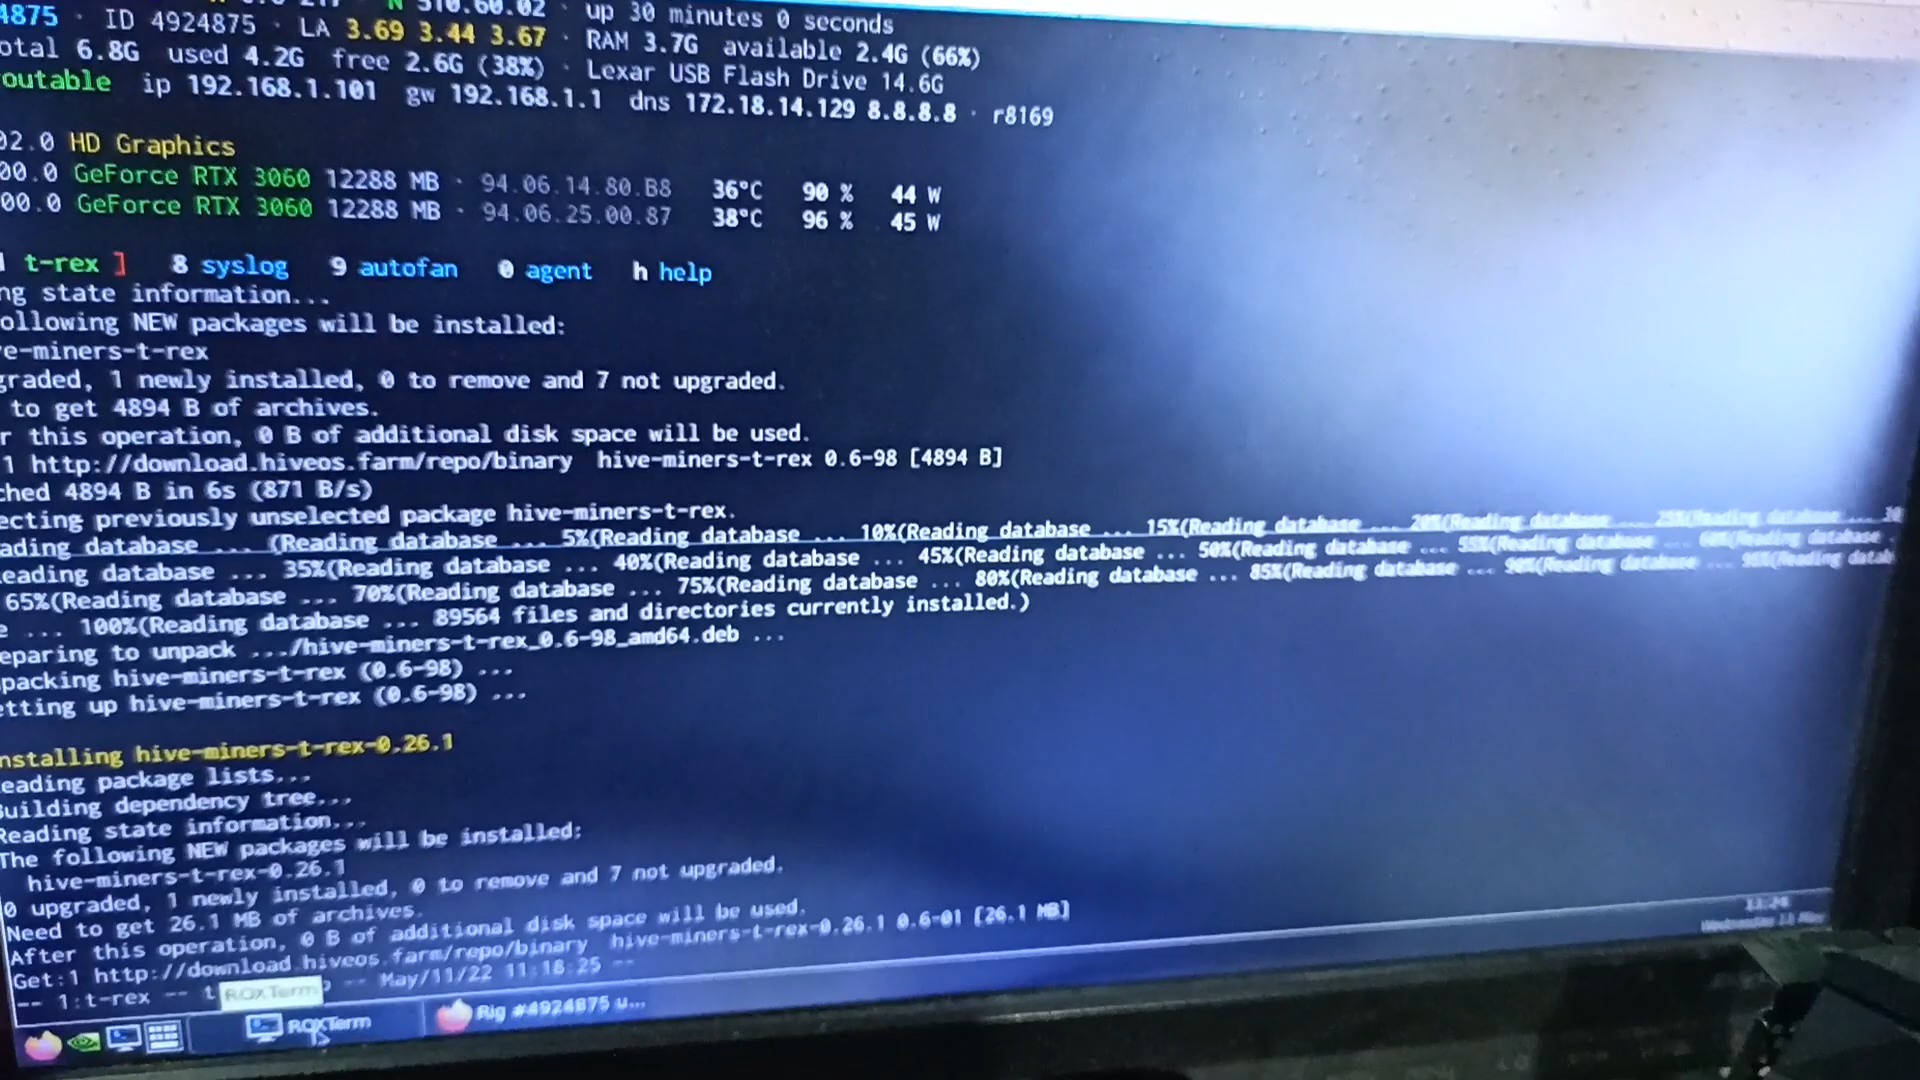 N 510.60.02 · up 30 minutes 0 seconds
4875 · ID 4924875 · LA 3.69 3.44 3.67 · RAM 3.7G available 2.4G (66%)
otal 6.8G used 4.2G free 2.6G (38%) · Lexar USB Flash Drive 14.6G
outable ip 192.168.1.101 gw 192.168.1.1 dns 172.18.14.129 8.8.8.8 · r8169
02.0 HD Graphics
00.0 GeForce RTX 3060 12288 MB · 94.06.14.80.B8 36°C 90 % 44 W
00.0 GeForce RTX 3060 12288 MB · 94.06.25.00.87 38°C 96 % 45 W
t-rex ] 8 syslog 9 autofan 0 agent h help
ng state information...
ollowing NEW packages will be installed:
ve-miners-t-rex
graded, 1 newly installed, 0 to remove and 7 not upgraded.
to get 4894 B of archives.
r this operation, 0 B of additional disk space will be used.
1 http://download.hiveos.farm/repo/binary hive-miners-t-rex 0.6-98 [4894 B]
ched 4894 B in 6s (871 B/s)
ecting previously unselected package hive-miners-t-rex.
ading database ... (Reading database ... 5%(Reading database ... 10%(Reading database ... 15%(Reading database ... 20%(Reading database ... 25%(Reading database ... 30
eading database ... 35%(Reading database ... 40%(Reading database ... 45%(Reading database ... 50%(Reading database ... 55%(Reading database ... 60%(Reading database ...
65%(Reading database ... 70%(Reading database ... 75%(Reading database ... 80%(Reading database ... 85%(Reading database ... 90%(Reading database ... 95%(Reading datab
e ... 100%(Reading database ... 89564 files and directories currently installed.)
eparing to unpack .../hive-miners-t-rex_0.6-98_amd64.deb ...
packing hive-miners-t-rex (0.6-98) ...
etting up hive-miners-t-rex (0.6-98) ...
nstalling hive-miners-t-rex-0.26.1
eading package lists...
Building dependency tree...
Reading state information...
The following NEW packages will be installed:
hive-miners-t-rex-0.26.1
0 upgraded, 1 newly installed, 0 to remove and 7 not upgraded.
Need to get 26.1 MB of archives.
After this operation, 0 B of additional disk space will be used.
Get:1 http://download.hiveos.farm/repo/binary hive-miners-t-rex-0.26.1 0.6-01 [26.1 MB]
-- 1:t-rex -- t -- May/11/22 11:18:25 --
ROXTerm
ROXTerm
Rig #4924875 u...
Wednesday 11 May